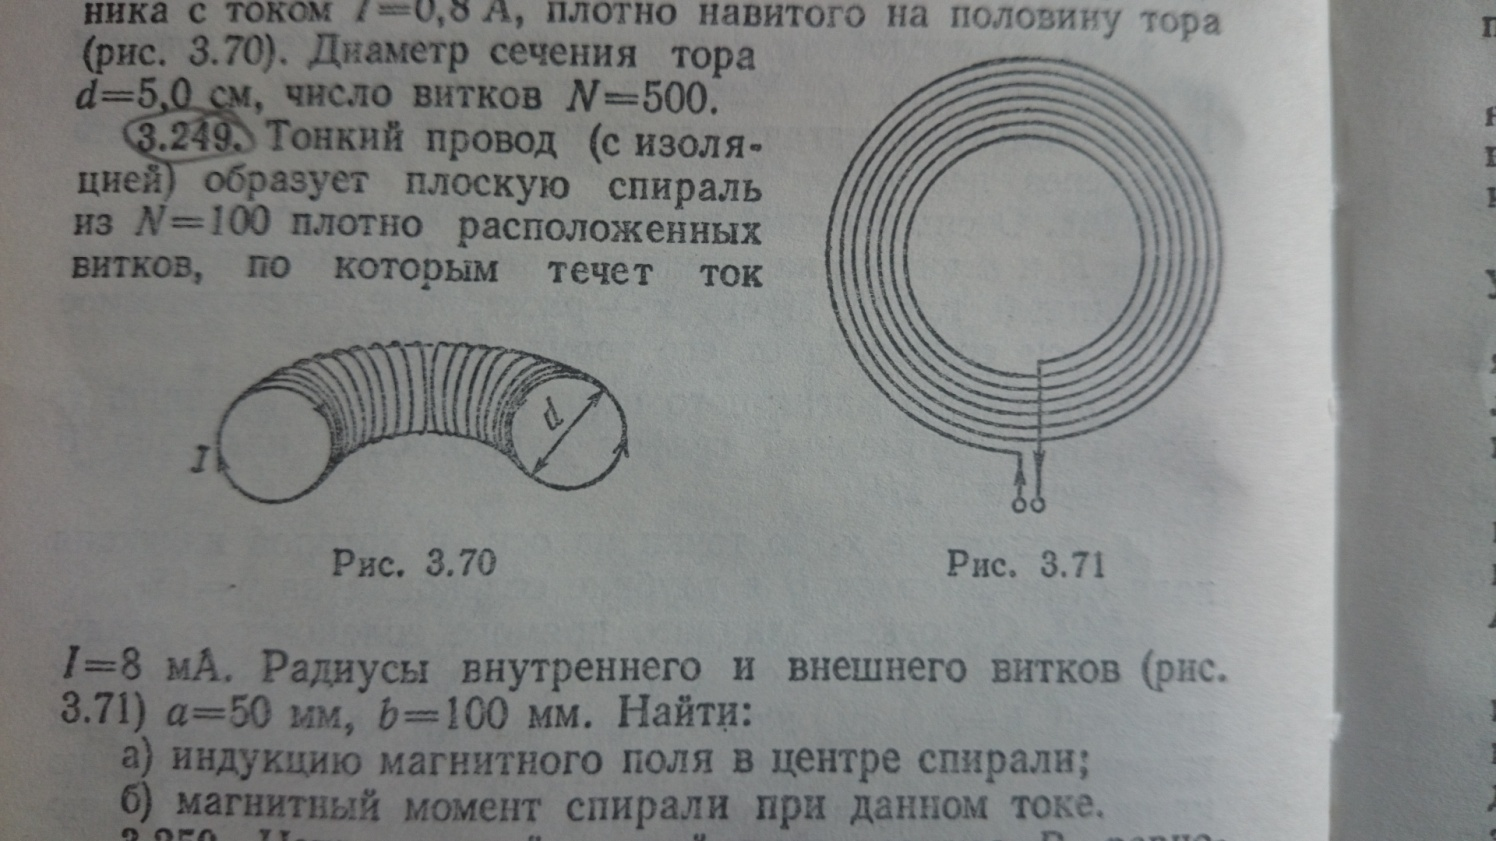 ника с током I=0,8 А, плотно навитого на половину тора
(рис. 3.70). Диаметр сечения тора
d=5,0 см, число витков N=500.
3.249. Тонкий провод (с изоля-
цией) образует плоскую спираль
из N=100 плотно расположенных
витков, по которым течет ток
I
d
Рис. 3.70
Рис. 3.71
I=8 мА. Радиусы внутреннего и внешнего витков (рис.
3.71) a=50 мм, b=100 мм. Найти:
а) индукцию магнитного поля в центре спирали;
б) магнитный момент спирали при данном токе.